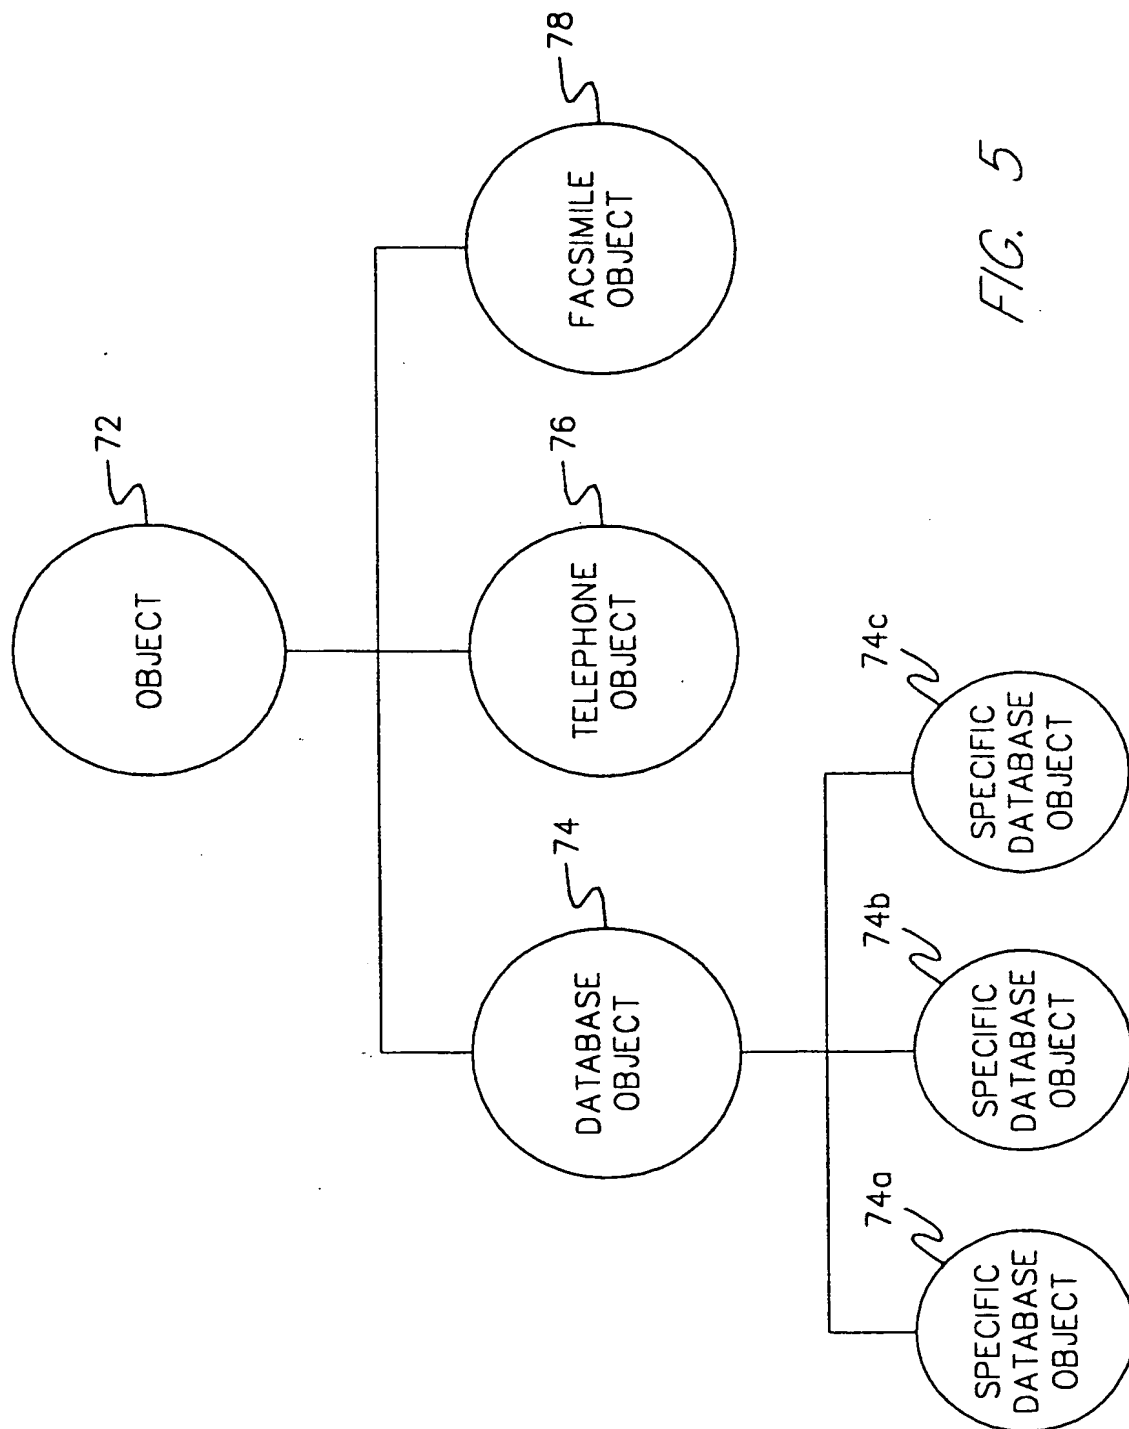 OBJECT
72
DATABASE
OBJECT
74
TELEPHONE
OBJECT
76
FACSIMILE
OBJECT
78
SPECIFIC
DATABASE
OBJECT
74a
SPECIFIC
DATABASE
OBJECT
74b
SPECIFIC
DATABASE
OBJECT
74c
FIG. 5